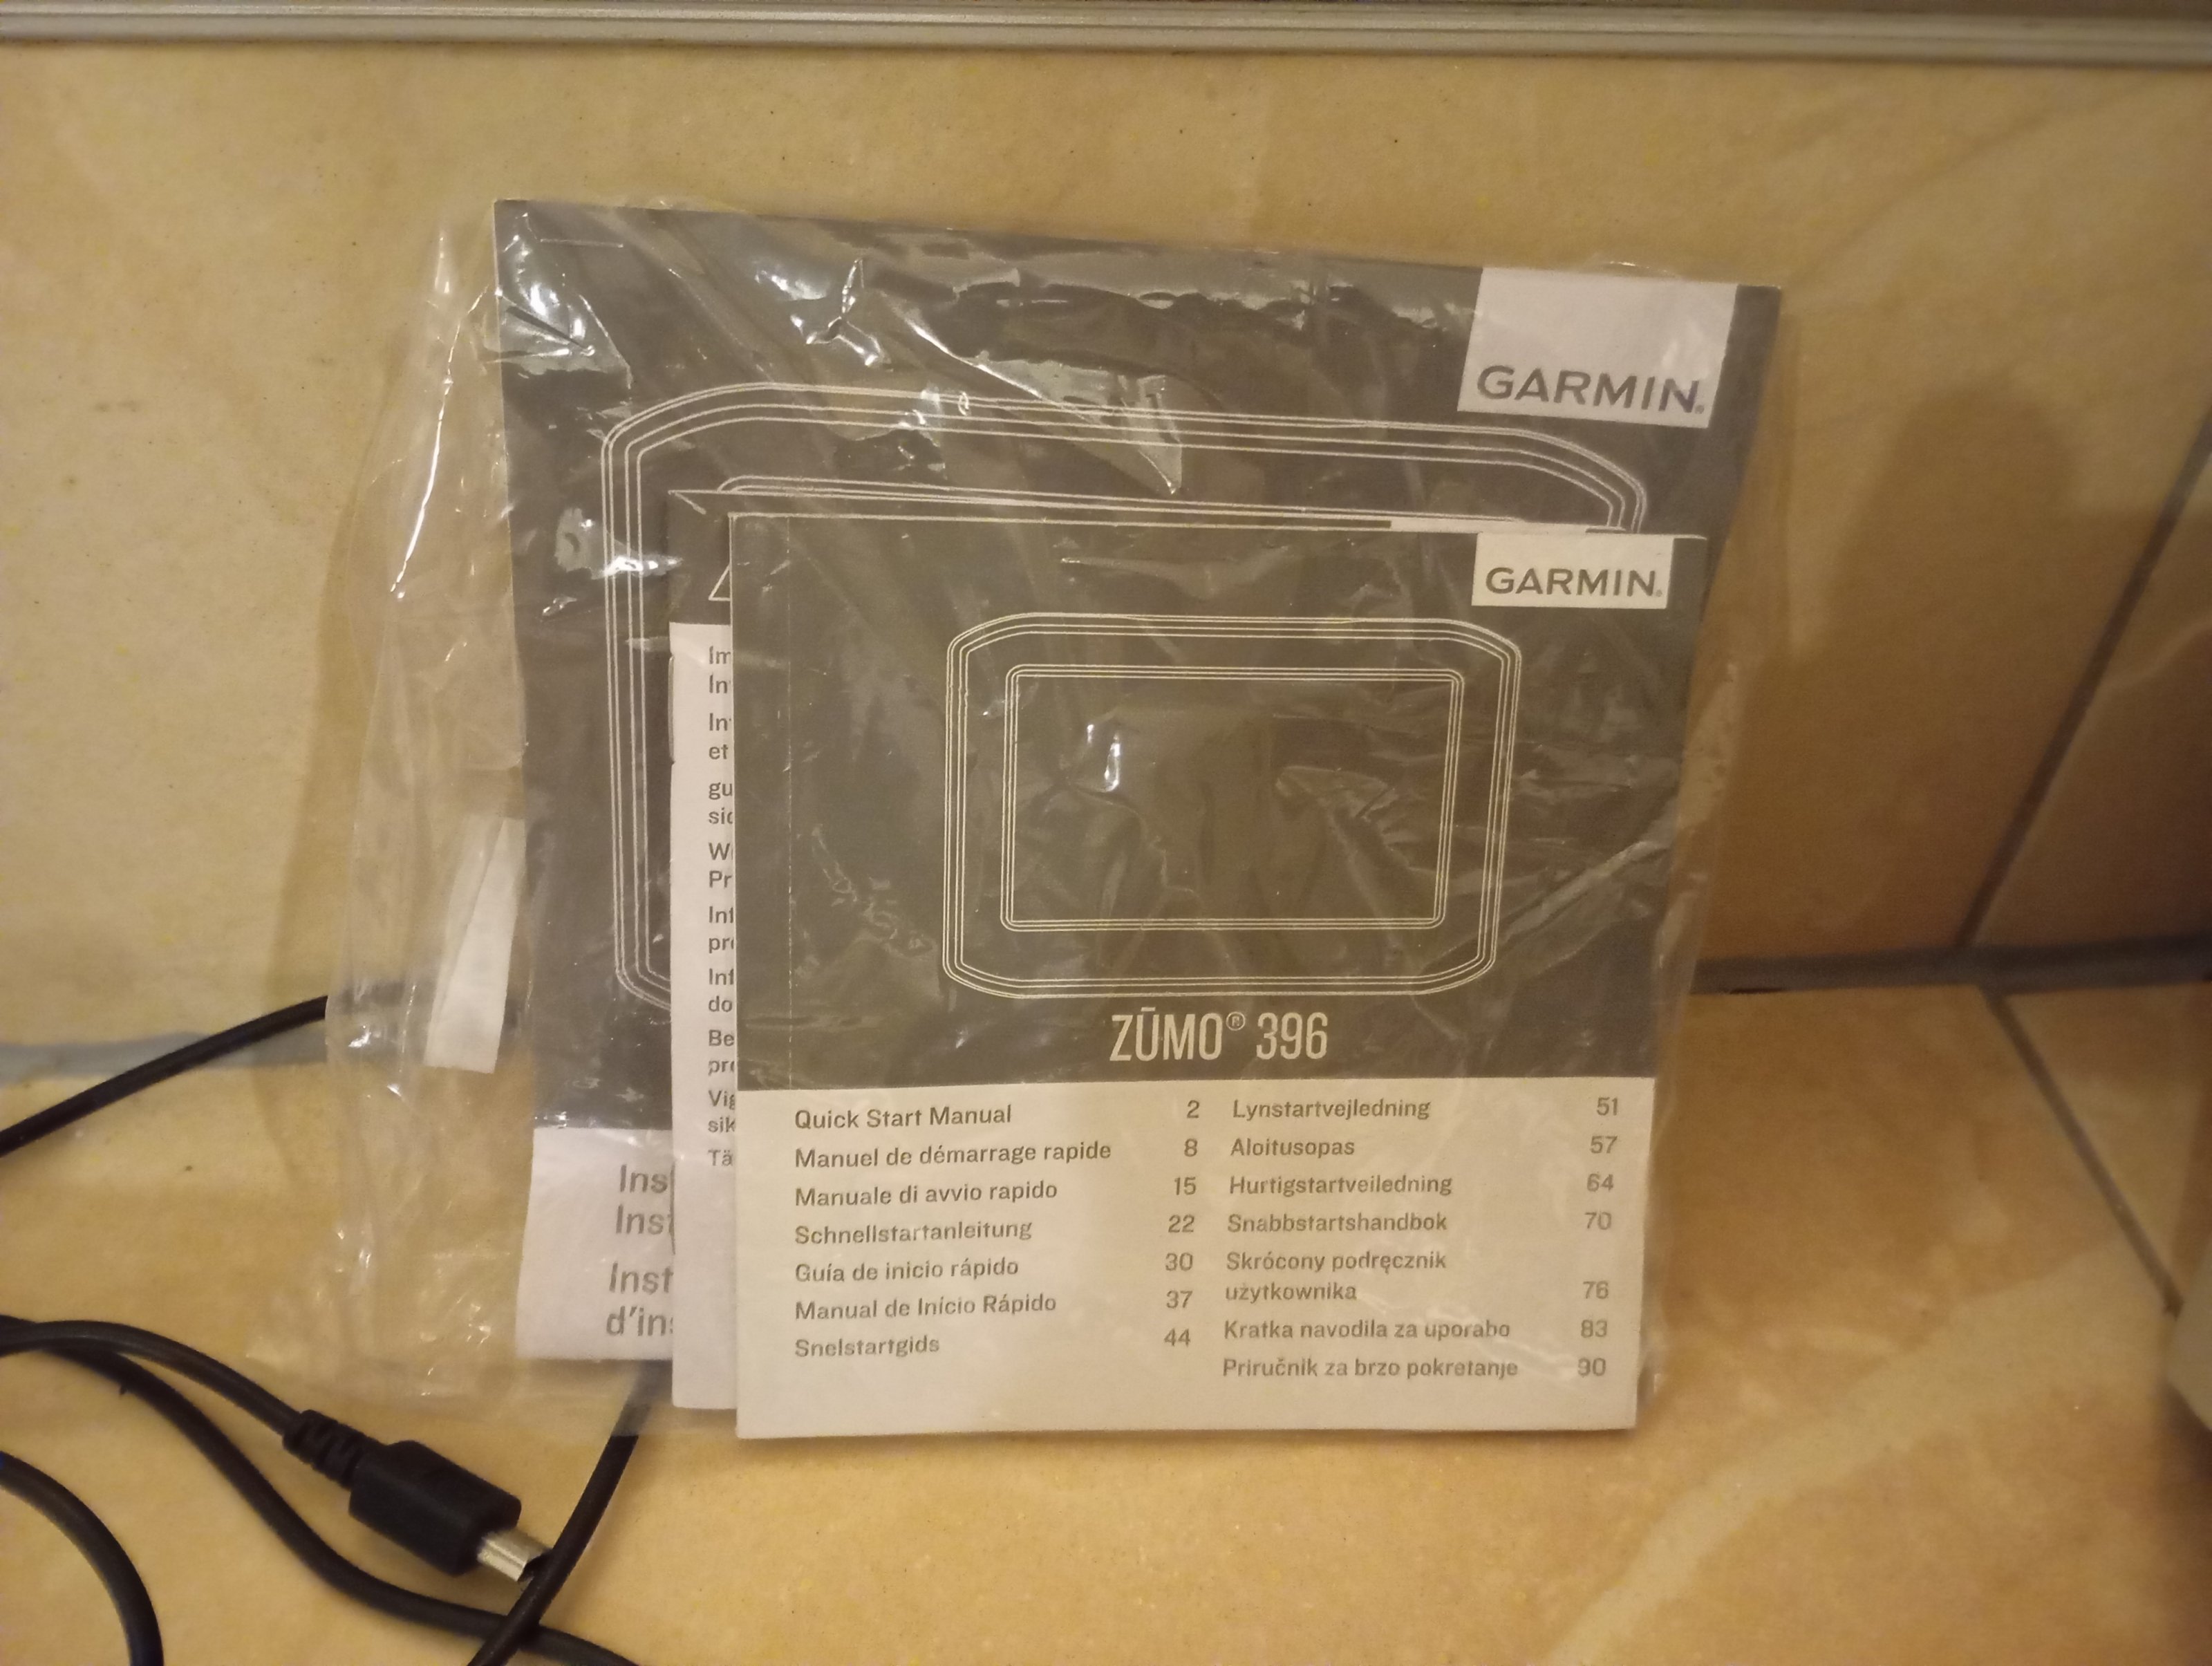 GARMIN®
GARMIN®
ZŪMO® 396
Quick Start Manual 2
Manuel de démarrage rapide 8
Manuale di avvio rapido 15
Schnellstartanleitung 22
Guía de inicio rápido 30
Manual de Início Rápido 37
Snelstartgids 44
Lynstartvejledning 51
Aloitusopas 57
Hurtigstartveiledning 64
Snabbstartshandbok 70
Skrócony podręcznik
użytkownika 76
Kratka navodila za uporabo 83
Priručnik za brzo pokretanje 90
et
do